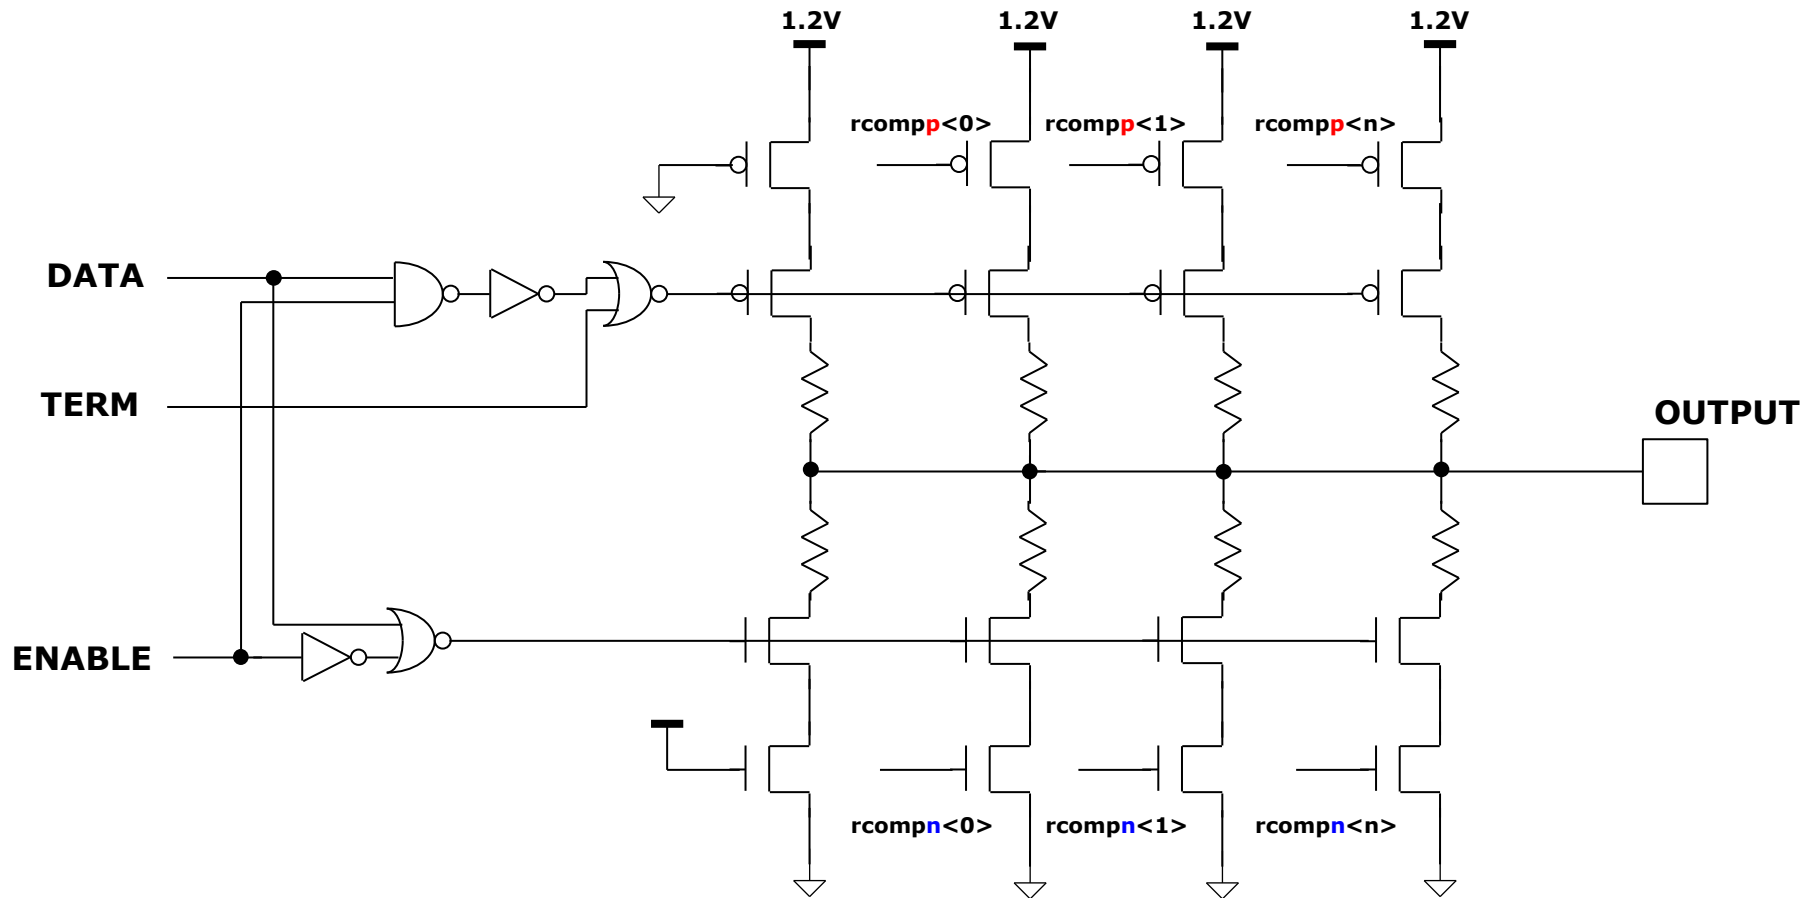 1.2V 1.2V 1.2V 1.2V
rcompp<0> rcompp<1> rcompp<n>
DATA
TERM
OUTPUT
ENABLE
rcompn<0> rcompn<1> rcompn<n>